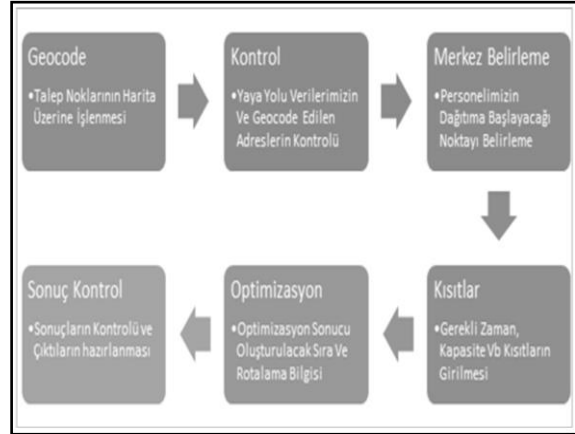 Geocode
•Talep Noklarının Harita
Üzerine İşlenmesi
Kontrol
•Yaya Yolu Verilerimizin
Ve Geocode Edilen
Adreslerin Kontrolü
Merkez Belirleme
•Personelimizin
Dağıtıma Başlayacağı
Noktayı Belirleme
Kısıtlar
•Gerekli Zaman,
Kapasite Vb Kısıtların
Girilmesi
Optimizasyon
•Optimizasyon Sonucu
Oluşturulacak Sıra Ve
Rotalama Bilgisi
Sonuç Kontrol
•Sonuçların Kontrolü ve
Çıktıların hazırlanması